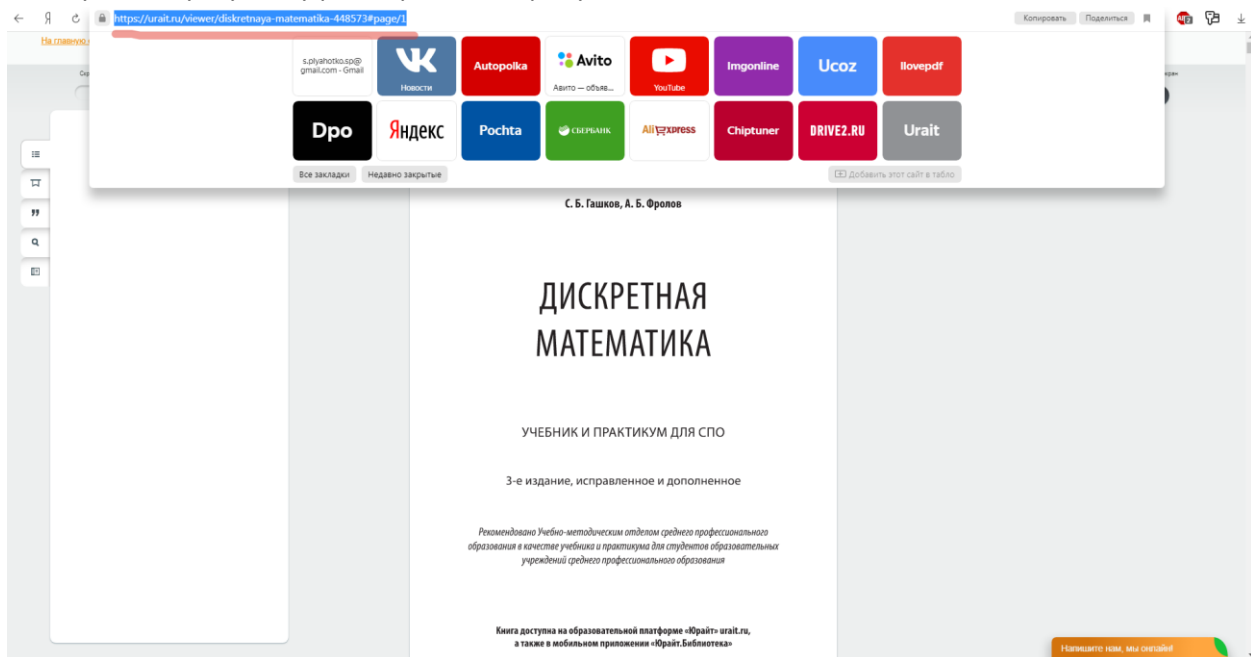 https://urait.ru/viewer/diskretnaya-matematika-448573#page/1
Копировать Поделиться
На главную
s.plyahotko.sp@
gmail.com - Gmail
Новости
Autopolka
Avito
Авито — объяв...
YouTube
Imgonline
Ucoz
Ilovepdf
Dpo
Яндекс
Pochta
СБЕРБАНК
AliExpress
Chiptuner
DRIVE2.RU
Urait
Все закладки Недавно закрытые
Добавить этот сайт в табло
С. Б. Гашков, А. Б. Фролов
ДИСКРЕТНАЯ
МАТЕМАТИКА
УЧЕБНИК И ПРАКТИКУМ ДЛЯ СПО
3-е издание, исправленное и дополненное
Рекомендовано Учебно-методическим отделом среднего профессионального
образования в качестве учебника и практикума для студентов образовательных
учреждений среднего профессионального образования
Книга доступна на образовательной платформе «Юрайт» urait.ru,
а также в мобильном приложении «Юрайт.Библиотека»
Напишите нам, мы онлайн!